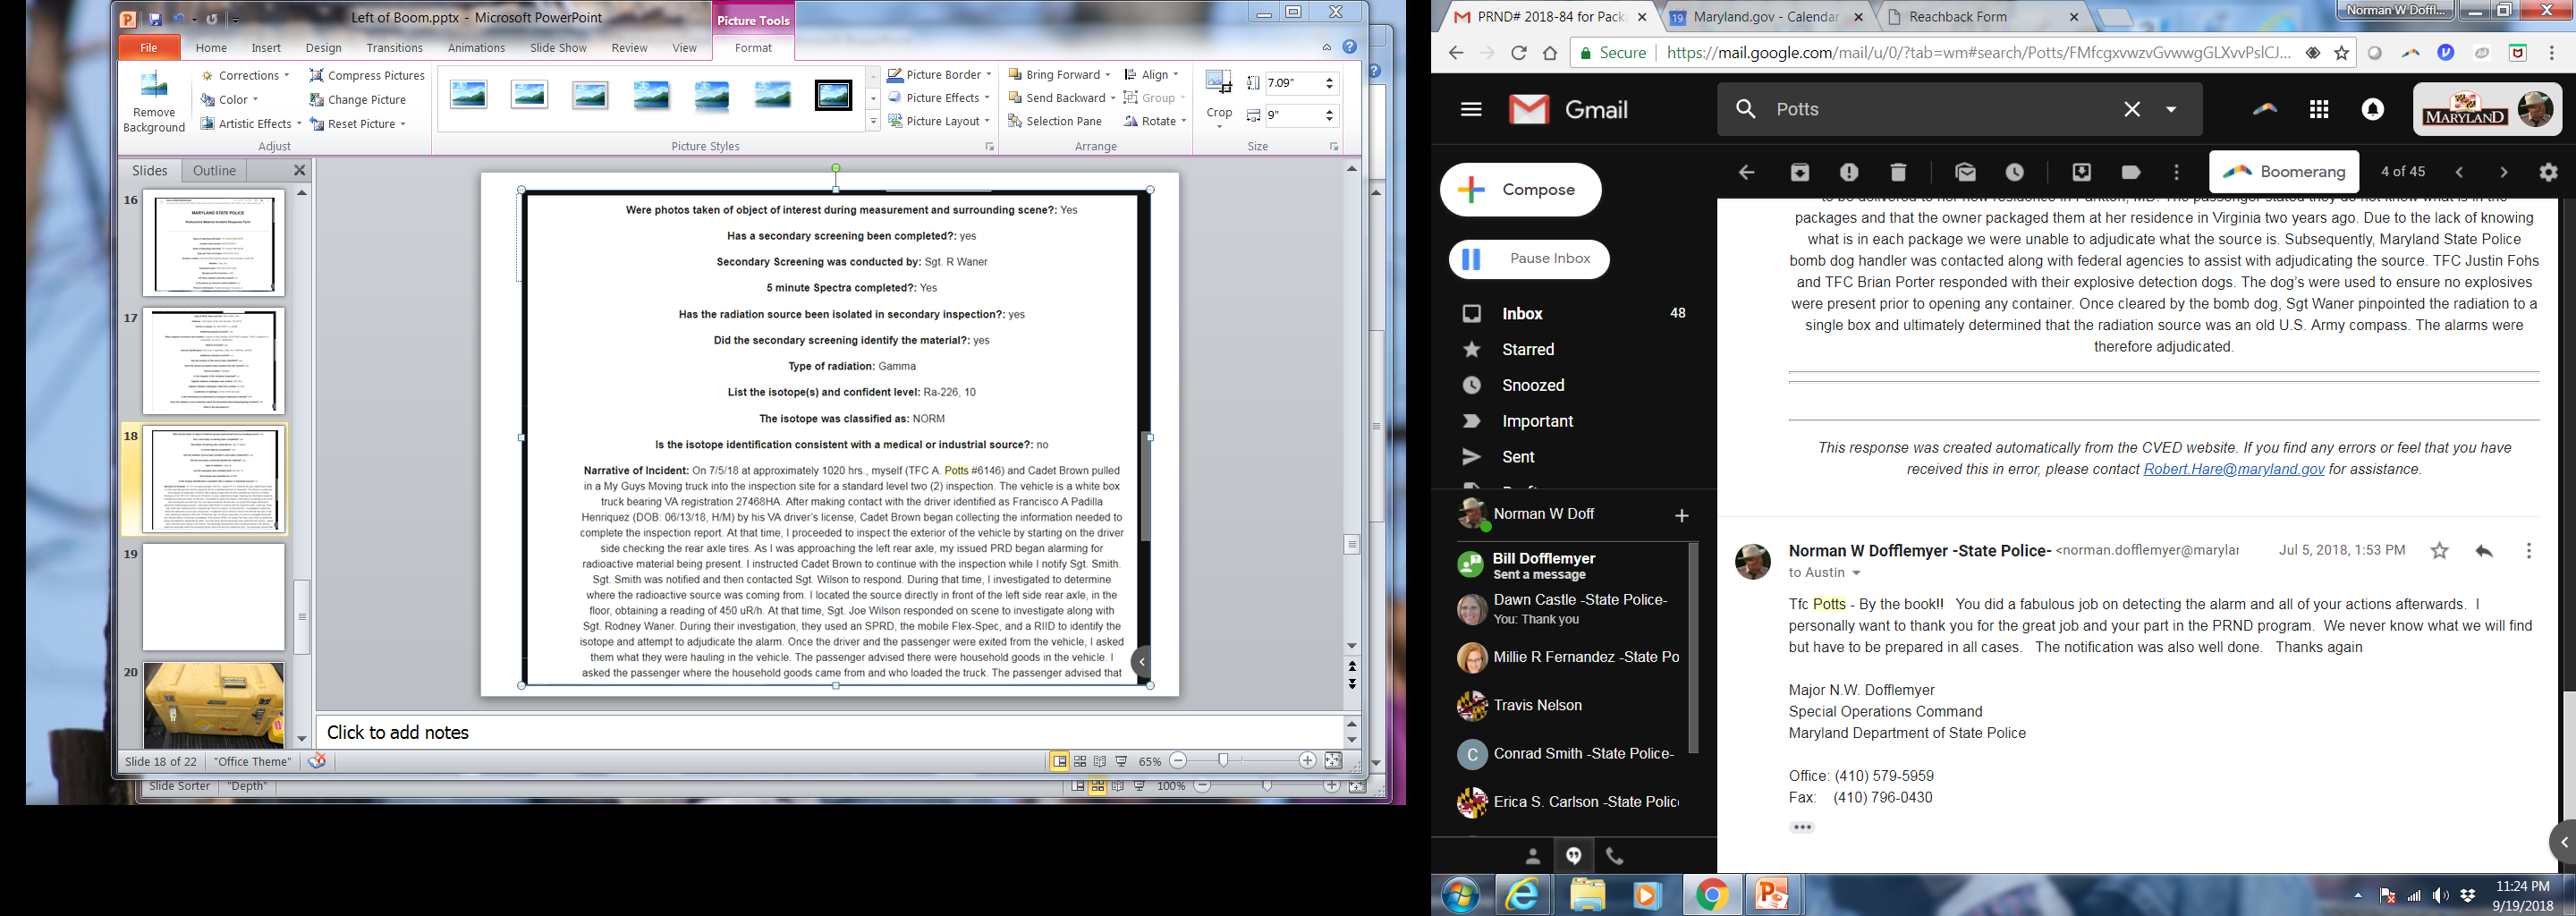 Left of Boom.pptx - Microsoft PowerPoint
Picture Tools
File
Home
Insert
Design
Transitions
Animations
Slide Show
Review
View
Format
Remove
Background
Corrections
Color
Artistic Effects
Compress Pictures
Change Picture
Reset Picture
Adjust
Picture Styles
Picture Border
Picture Effects
Picture Layout
Bring Forward
Send Backward
Selection Pane
Align
Group
Rotate
Arrange
Crop
7.09"
9"
Size
Slides
Outline
16
MARYLAND STATE POLICE
17
18
19
20
Were photos taken of object of interest during measurement and surrounding scene?: Yes
Has a secondary screening been completed?: yes
Secondary Screening was conducted by: Sgt. R Waner
5 minute Spectra completed?: Yes
Has the radiation source been isolated in secondary inspection?: yes
Did the secondary screening identify the material?: yes
Type of radiation: Gamma
List the isotope(s) and confident level: Ra-226, 10
The isotope was classified as: NORM
Is the isotope identification consistent with a medical or industrial source?: no
Narrative of Incident: On 7/5/18 at approximately 1020 hrs., myself (TFC A. Potts #6146) and Cadet Brown pulled
in a My Guys Moving truck into the inspection site for a standard level two (2) inspection. The vehicle is a white box
truck bearing VA registration 27468HA. After making contact with the driver identified as Francisco A Padilla
Henriquez (DOB: 06/13/18, H/M) by his VA driver's license, Cadet Brown began collecting the information needed to
complete the inspection report. At that time, I proceeded to inspect the exterior of the vehicle by starting on the driver
side checking the rear axle tires. As I was approaching the left rear axle, my issued PRD began alarming for
radioactive material being present. I instructed Cadet Brown to continue with the inspection while I notify Sgt. Smith.
Sgt. Smith was notified and then contacted Sgt. Wilson to respond. During that time, I investigated to determine
where the radioactive source was coming from. I located the source directly in front of the left side rear axle, in the
floor, obtaining a reading of 450 uR/h. At that time, Sgt. Joe Wilson responded on scene to investigate along with
Sgt. Rodney Waner. During their investigation, they used an SPRD, the mobile Flex-Spec, and a RIID to identify the
isotope and attempt to adjudicate the alarm. Once the driver and the passenger were exited from the vehicle, I asked
them what they were hauling in the vehicle. The passenger advised there were household goods in the vehicle. I
asked the passenger where the household goods came from and who loaded the truck. The passenger advised that
Click to add notes
Slide 18 of 22
"Office Theme"
65%
Slide Sorter
"Depth"
100%
PRND# 2018-84 for Pack
Maryland.gov - Calendar
Reachback Form
Norman W Doffl...
Secure
https://mail.google.com/mail/u/0/?tab=wm#search/Potts/FMfcgxvwzvGvwwgGLXvvPslCJ...
Gmail
Potts
MARYLAND
Compose
Boomerang
4 of 45
Pause Inbox
Inbox
48
Starred
Snoozed
Important
Sent
Norman W Doff
Bill Dofflemyer
Sent a message
Dawn Castle -State Police-
You: Thank you
Millie R Fernandez -State Po
Travis Nelson
C
Conrad Smith -State Police-
Erica S. Carlson -State Polic
to be delivered to her new residence in Parkton, MD. The passenger stated they do not know what is in the
packages and that the owner packaged them at her residence in Virginia two years ago. Due to the lack of knowing
what is in each package we were unable to adjudicate what the source is. Subsequently, Maryland State Police
bomb dog handler was contacted along with federal agencies to assist with adjudicating the source. TFC Justin Fohs
and TFC Brian Porter responded with their explosive detection dogs. The dog's were used to ensure no explosives
were present prior to opening any container. Once cleared by the bomb dog, Sgt Waner pinpointed the radiation to a
single box and ultimately determined that the radiation source was an old U.S. Army compass. The alarms were
therefore adjudicated.
This response was created automatically from the CVED website. If you find any errors or feel that you have
received this in error, please contact Robert.Hare@maryland.gov for assistance.
Norman W Dofflemyer -State Police- <norman.dofflemyer@marylar
Jul 5, 2018, 1:53 PM
to Austin
Tfc Potts - By the book!! You did a fabulous job on detecting the alarm and all of your actions afterwards. I
personally want to thank you for the great job and your part in the PRND program. We never know what we will find
but have to be prepared in all cases. The notification was also well done. Thanks again
Major N.W. Dofflemyer
Special Operations Command
Maryland Department of State Police
Office: (410) 579-5959
Fax: (410) 796-0430
11:24 PM
9/19/2018